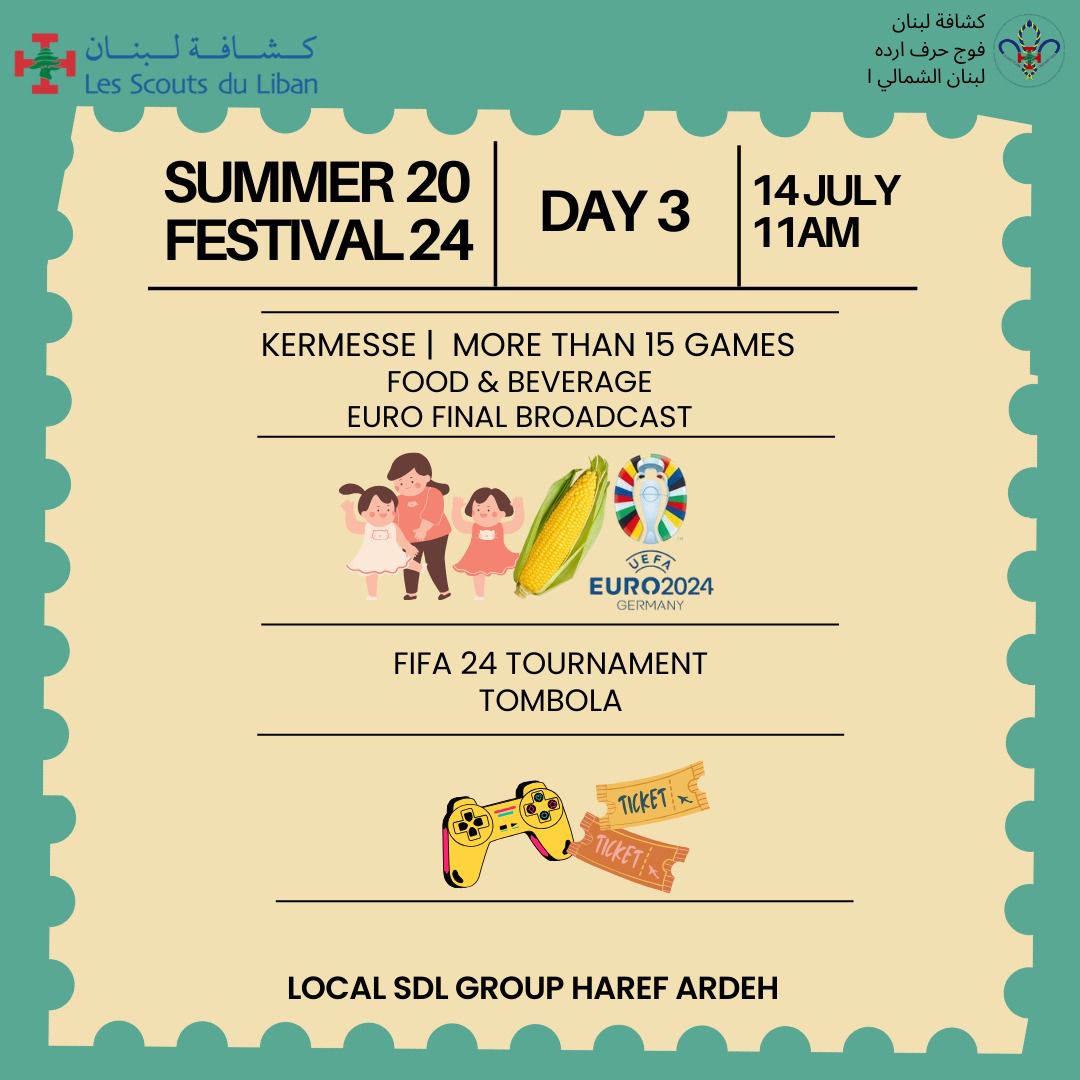 كشافة لبنان
Les Scouts du Liban
كشافة لبنان
فوج حرف ارده
لبنان الشمالي ا
SUMMER 20
FESTIVAL 24
DAY 3
14 JULY
11AM
KERMESSE | MORE THAN 15 GAMES
FOOD & BEVERAGE
EURO FINAL BROADCAST
UEFA
EURO2024
GERMANY
FIFA 24 TOURNAMENT
TOMBOLA
TICKET
TICKET
LOCAL SDL GROUP HAREF ARDEH